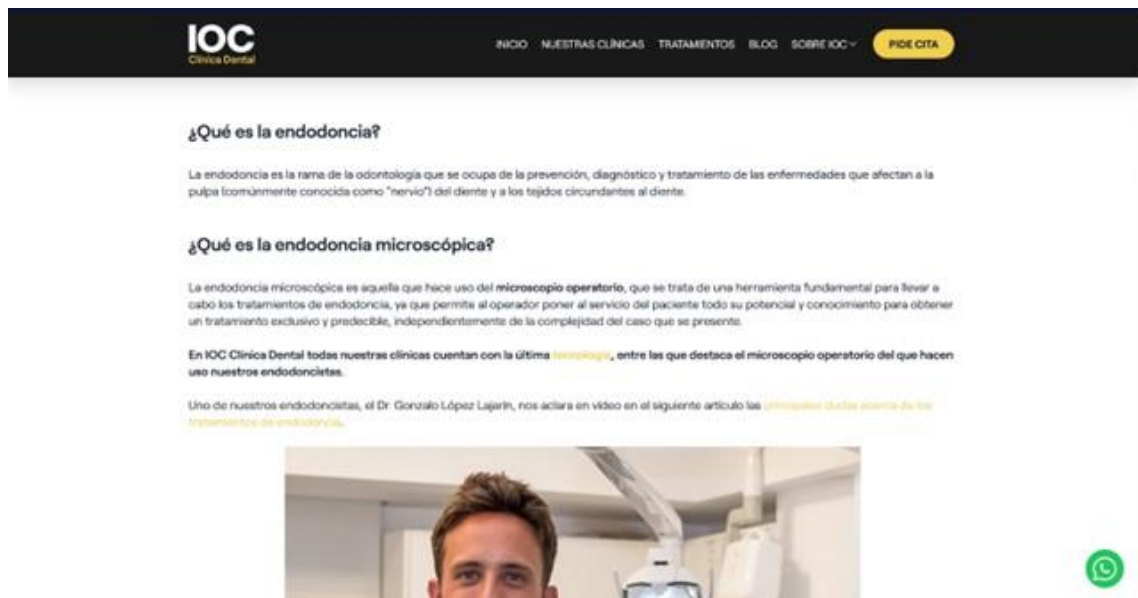 IOC
Clínica Dental
INICIO NUESTRAS CLÍNICAS TRATAMIENTOS BLOG SOBRE IOC PIDE CITA
¿Qué es la endodoncia?
La endodoncia es la rama de la odontología que se ocupa de la prevención, diagnóstico y tratamiento de las enfermedades que afectan a la
pulpa (comúnmente conocida como "nervio") del diente y a los tejidos circundantes al diente.
¿Qué es la endodoncia microscópica?
La endodoncia microscópica es aquella que hace uso del microscopio operatorio, que se trata de una herramienta fundamental para llevar a
cabo los tratamientos de endodoncia, ya que permite al operador poner al servicio del paciente todo su potencial y conocimiento para obtener
un tratamiento exclusivo y predecible, independientemente de la complejidad del caso que se presente.
En IOC Clínica Dental todas nuestras clínicas cuentan con la última tecnología, entre las que destaca el microscopio operatorio del que hacen
uso nuestros endodoncistas.
Uno de nuestros endodoncistas, el Dr. Gonzalo López Lajarín, nos aclara en vídeo en el siguiente artículo las principales dudas acerca de los
tratamientos de endodoncia.